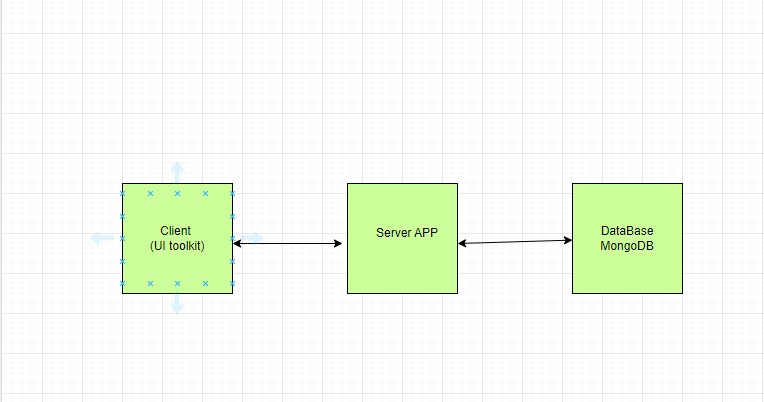 Client
(UI toolkit)
Server APP
DataBase
MongoDB